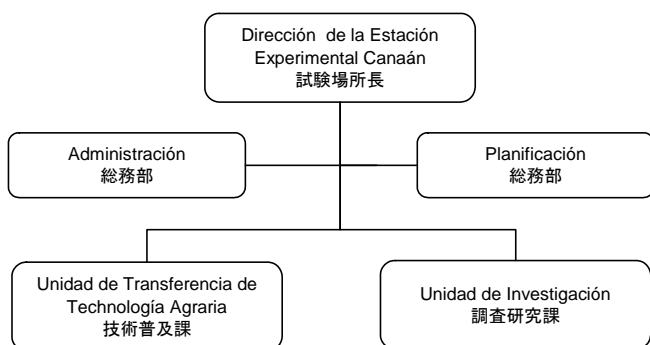 Dirección de la Estación
Experimental Canaán
試験場所長
Administración
総務部
Planificación
総務部
Unidad de Transferencia de
Technología Agraria
技術普及課
Unidad de Investigación
調査研究課